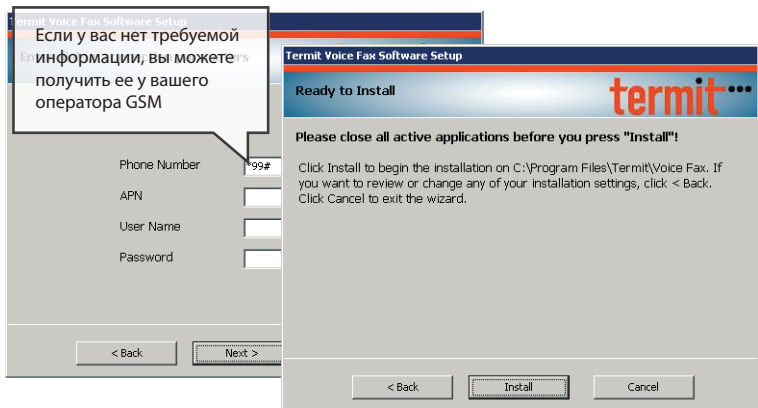 Termit Voice Fax Software Setup
Если у вас нет требуемой
информации, вы можете
получить ее у вашего
оператора GSM
Phone Number
*99#
APN
User Name
Password
< Back
Next >
Termit Voice Fax Software Setup
Ready to Install
termit
Please close all active applications before you press "Install"!
Click Install to begin the installation on C:\Program Files\Termit\Voice Fax. If
you want to review or change any of your installation settings, click < Back.
Click Cancel to exit the wizard.
< Back
Install
Cancel